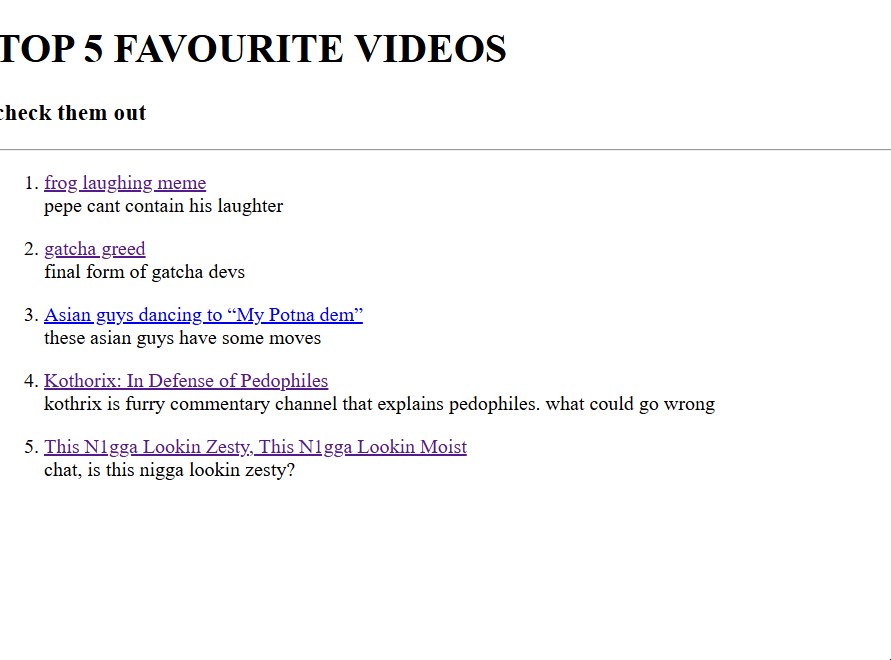 TOP 5 FAVOURITE VIDEOS
check them out
1. frog laughing meme
pepe cant contain his laughter
2. gatcha greed
final form of gatcha devs
3. Asian guys dancing to “My Potna dem”
these asian guys have some moves
4. Kothorix: In Defense of Pedophiles
kothrix is furry commentary channel that explains pedophiles. what could go wrong
5. This N1gga Lookin Zesty, This N1gga Lookin Moist
chat, is this nigga lookin zesty?